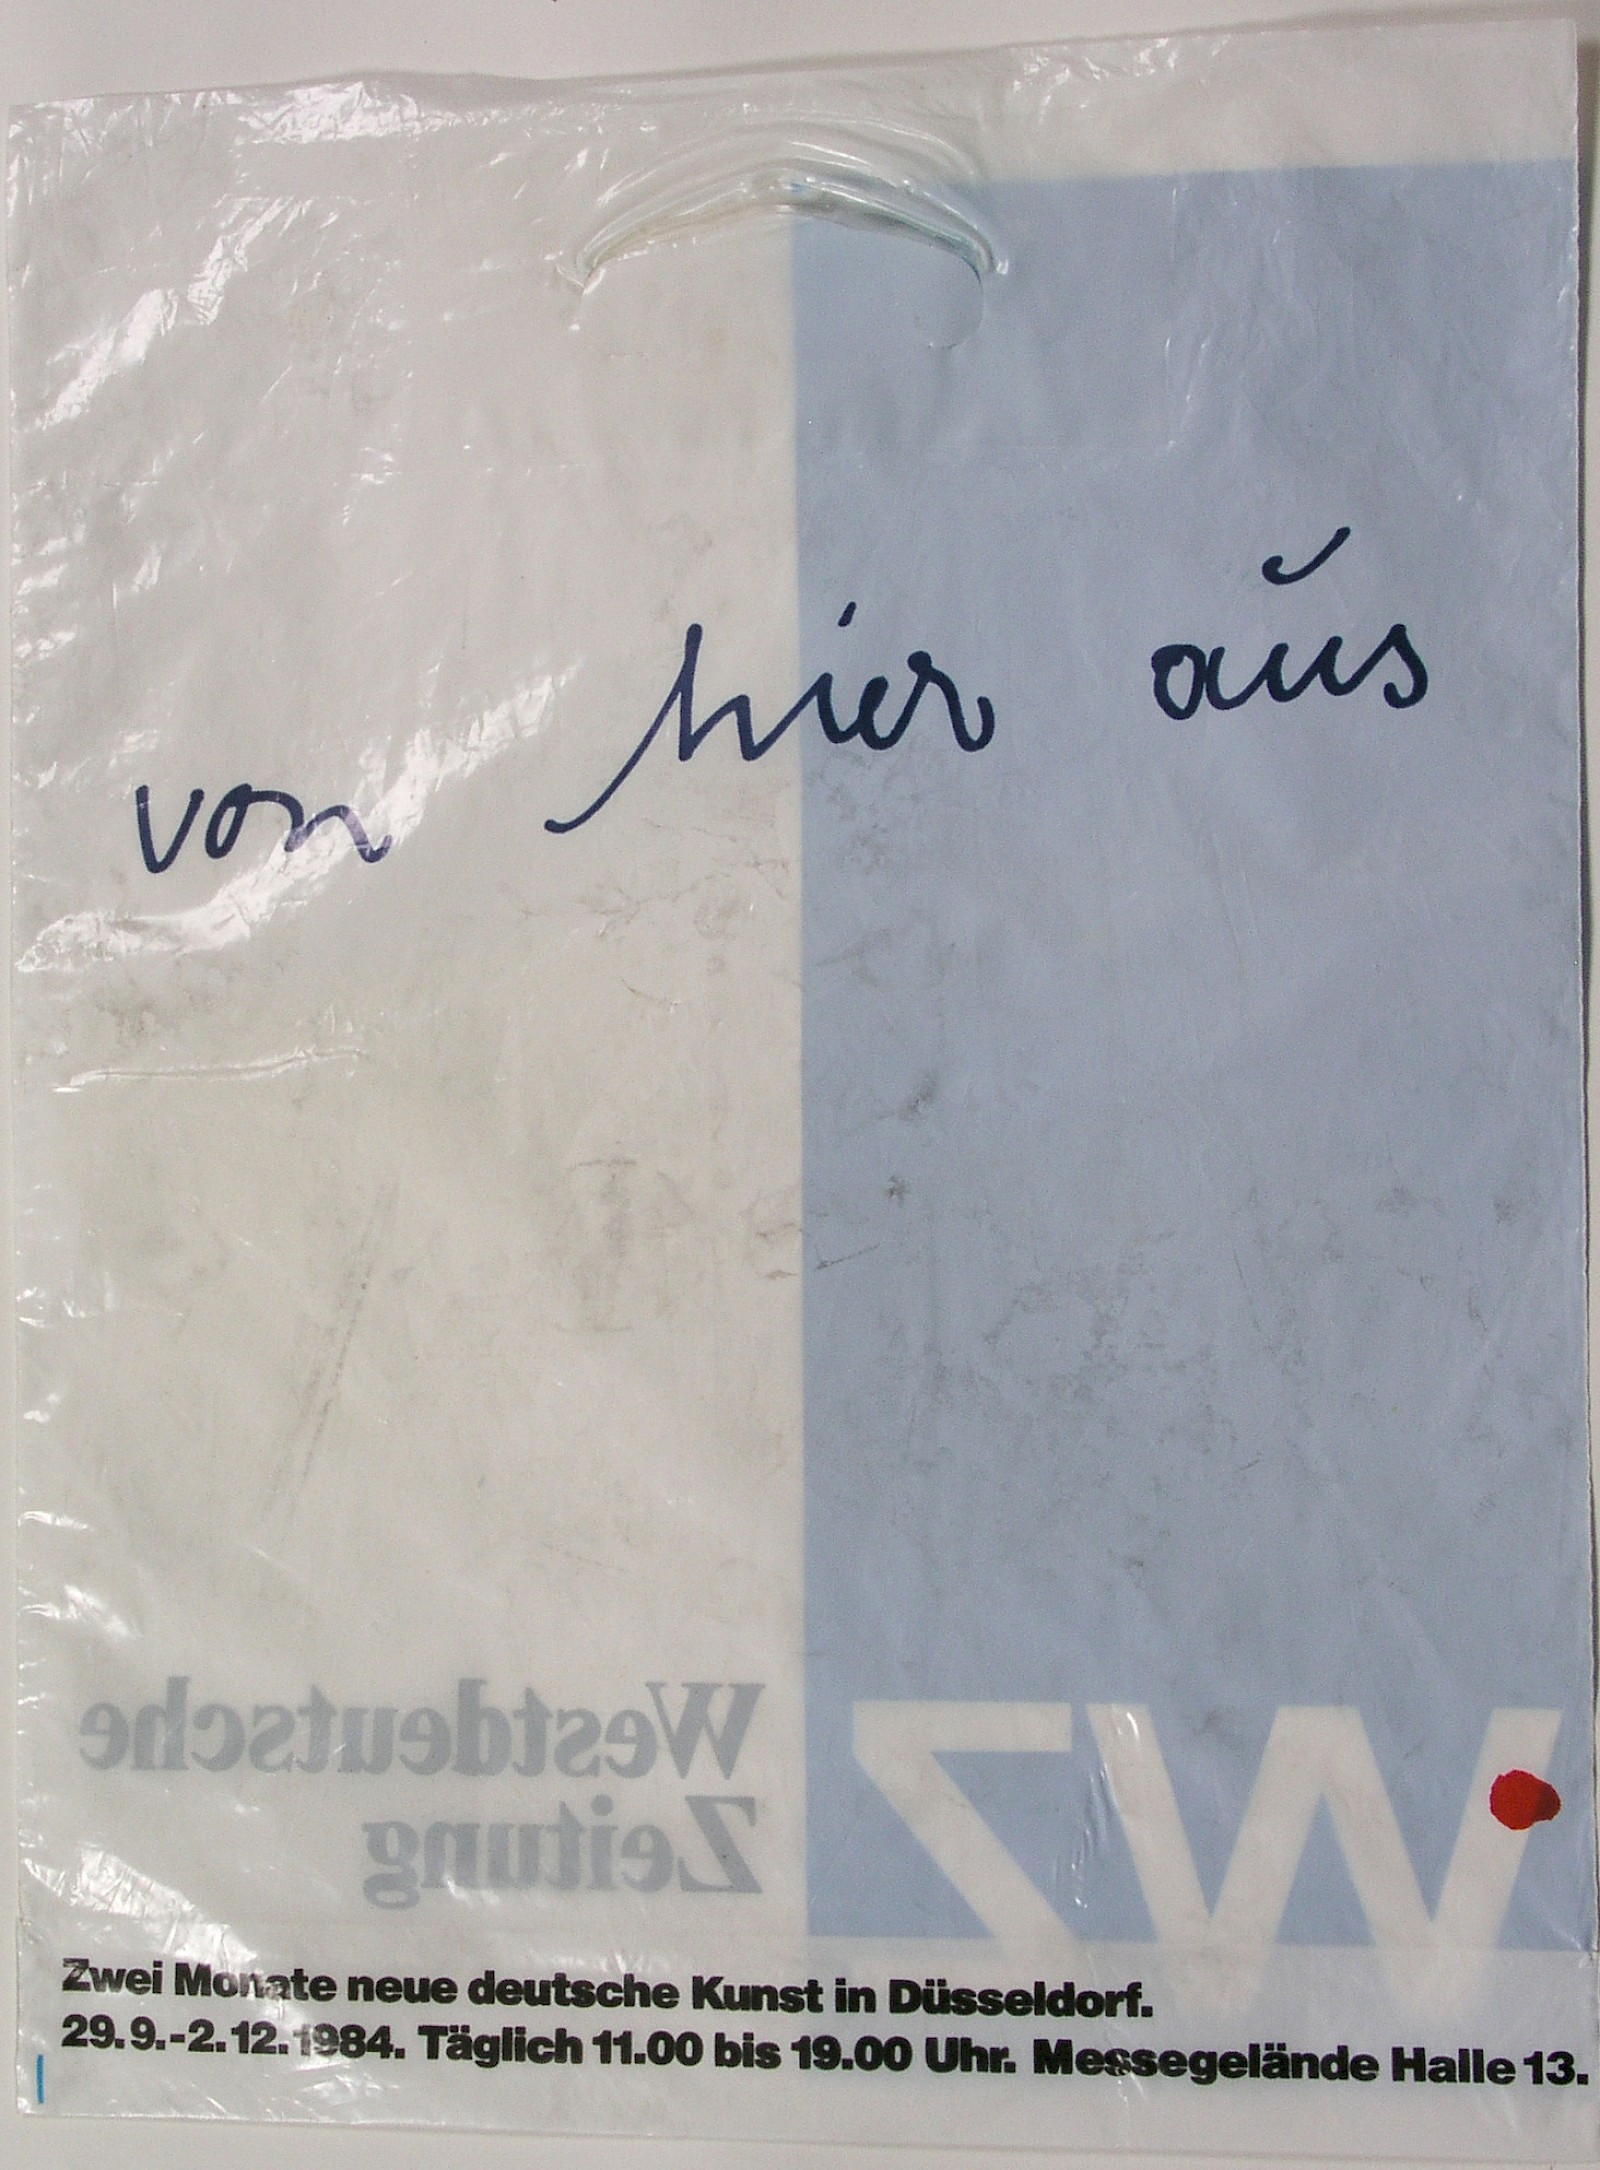 von hier aus
Westdeutsche
Zeitung
WZ
Zwei Monate neue deutsche Kunst in Düsseldorf.
29.9.-2.12.1984. Täglich 11.00 bis 19.00 Uhr. Messegelände Halle 13.